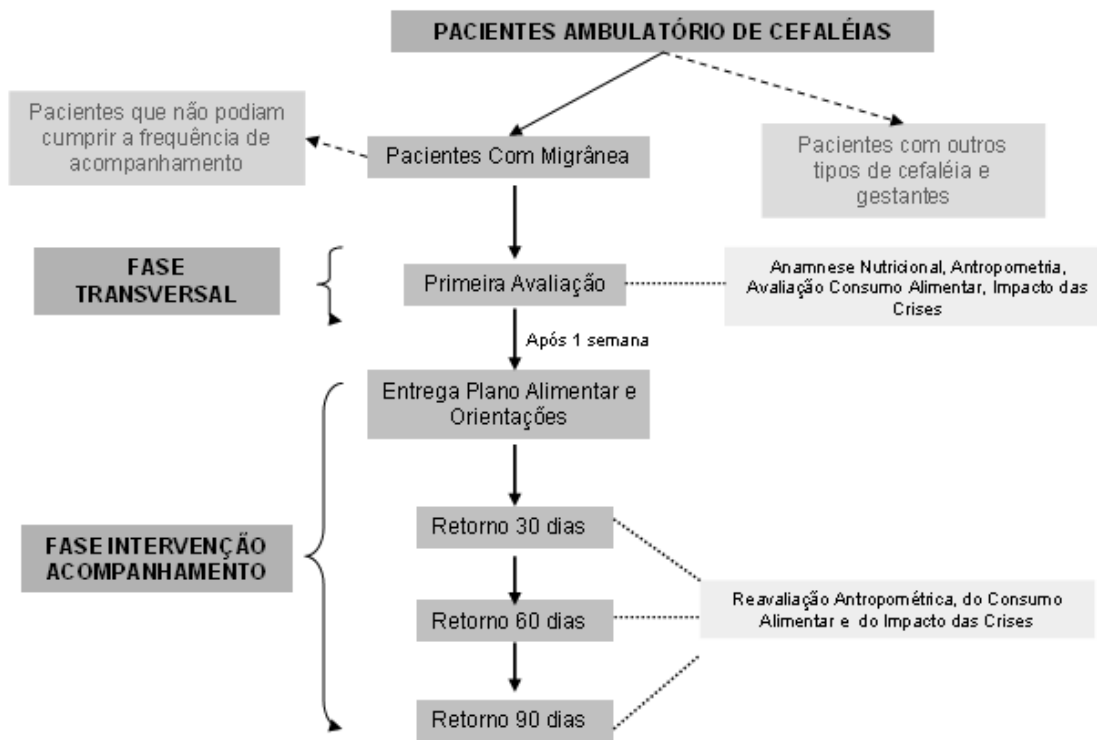 PACIENTES AMBULATÓRIO DE CEFALÉIAS
Pacientes que não podiam
cumprir a frequência de
acompanhamento
Pacientes Com Migrânea
Pacientes com outros
tipos de cefaléia e
gestantes
FASE
TRANSVERSAL
Primeira Avaliação
Anamnese Nutricional, Antropometria,
Avaliação Consumo Alimentar, Impacto das
Crises
Após 1 semana
Entrega Plano Alimentar e
Orientações
Retorno 30 dias
FASE INTERVENÇÃO
ACOMPANHAMENTO
Reavaliação Antropométrica, do Consumo
Alimentar e do Impacto das Crises
Retorno 60 dias
Retorno 90 dias